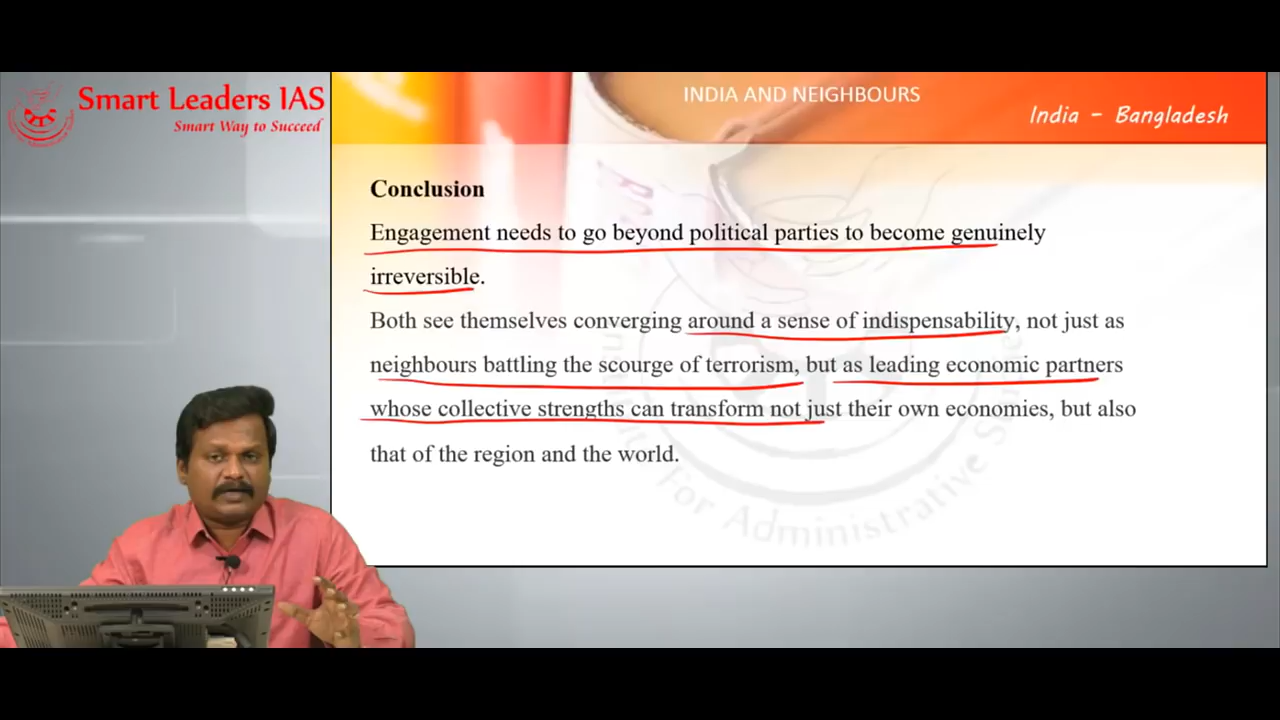 Smart Leaders IAS
Smart Way to Succeed
INDIA AND NEIGHBOURS
India - Bangladesh
Conclusion
Engagement needs to go beyond political parties to become genuinely
irreversible.
Both see themselves converging around a sense of indispensability, not just as
neighbours battling the scourge of terrorism, but as leading economic partners
whose collective strengths can transform not just their own economies, but also
that of the region and the world.
For Administrative